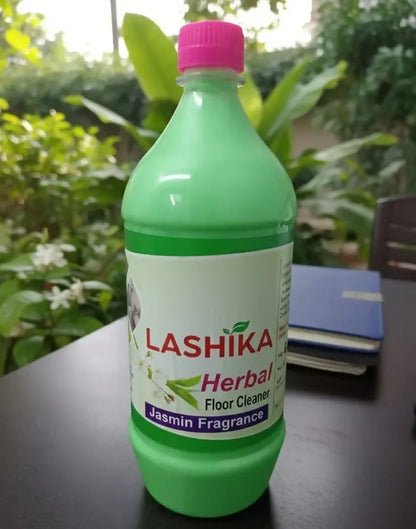 LASHIKA
Herbal
Floor Cleaner
Jasmin Fragrance